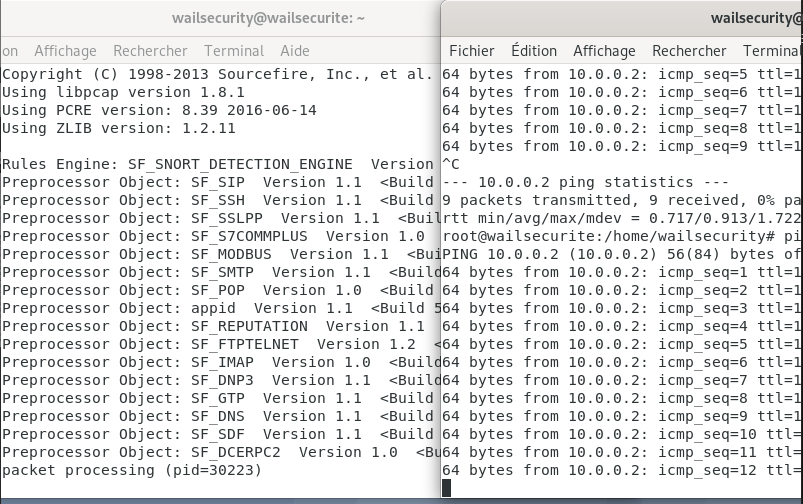 wailsecurity@wailsecurite: ~
on Affichage Rechercher Terminal Aide
Copyright (C) 1998-2013 Sourcefire, Inc., et al.
Using libpcap version 1.8.1
Using PCRE version: 8.39 2016-06-14
Using ZLIB version: 1.2.11
Rules Engine: SF_SNORT_DETECTION_ENGINE Version
Preprocessor Object: SF_SIP Version 1.1 <Build
Preprocessor Object: SF_SSH Version 1.1 <Build
Preprocessor Object: SF_SSLPP Version 1.1 <Buil
Preprocessor Object: SF_S7COMMPLUS Version 1.0
Preprocessor Object: SF_MODBUS Version 1.1 <Bui
Preprocessor Object: SF_SMTP Version 1.1 <Build
Preprocessor Object: SF_POP Version 1.0 <Build
Preprocessor Object: appid Version 1.1 <Build 5
Preprocessor Object: SF_REPUTATION Version 1.1
Preprocessor Object: SF_FTPTELNET Version 1.2 <
Preprocessor Object: SF_IMAP Version 1.0 <Build
Preprocessor Object: SF_DNP3 Version 1.1 <Build
Preprocessor Object: SF_GTP Version 1.1 <Build
Preprocessor Object: SF_DNS Version 1.1 <Build
Preprocessor Object: SF_SDF Version 1.1 <Build
Preprocessor Object: SF_DCERPC2 Version 1.0 <Bu
packet processing (pid=30223)
wailsecurity@
Fichier Édition Affichage Rechercher Terminal
64 bytes from 10.0.0.2: icmp_seq=5 ttl=1
64 bytes from 10.0.0.2: icmp_seq=6 ttl=1
64 bytes from 10.0.0.2: icmp_seq=7 ttl=1
64 bytes from 10.0.0.2: icmp_seq=8 ttl=1
64 bytes from 10.0.0.2: icmp_seq=9 ttl=1
^C
--- 10.0.0.2 ping statistics ---
9 packets transmitted, 9 received, 0% pa
rtt min/avg/max/mdev = 0.717/0.913/1.722
root@wailsecurite:/home/wailsecurity# pi
PING 10.0.0.2 (10.0.0.2) 56(84) bytes of
64 bytes from 10.0.0.2: icmp_seq=1 ttl=1
64 bytes from 10.0.0.2: icmp_seq=2 ttl=1
64 bytes from 10.0.0.2: icmp_seq=3 ttl=1
64 bytes from 10.0.0.2: icmp_seq=4 ttl=1
64 bytes from 10.0.0.2: icmp_seq=5 ttl=1
64 bytes from 10.0.0.2: icmp_seq=6 ttl=1
64 bytes from 10.0.0.2: icmp_seq=7 ttl=1
64 bytes from 10.0.0.2: icmp_seq=8 ttl=1
64 bytes from 10.0.0.2: icmp_seq=9 ttl=1
64 bytes from 10.0.0.2: icmp_seq=10 ttl=
64 bytes from 10.0.0.2: icmp_seq=11 ttl=
64 bytes from 10.0.0.2: icmp_seq=12 ttl=